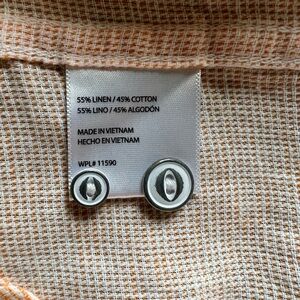 55% LINEN / 45% COTTON
55% LINO / 45% ALGODÓN
MADE IN VIETNAM
HECHO EN VIETNAM
WPL# 11590